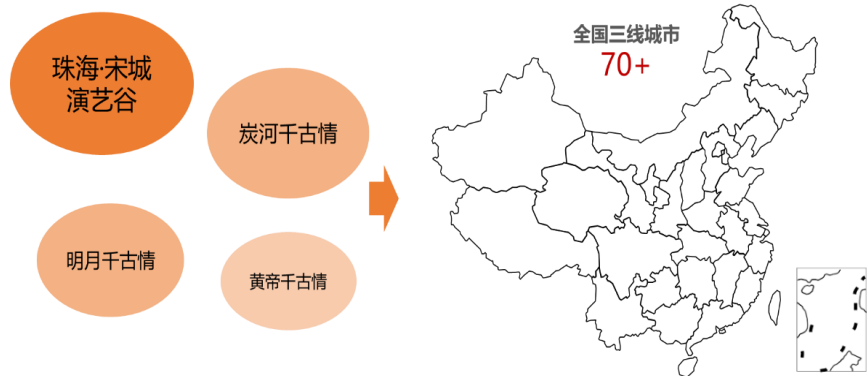 珠海·宋城
演艺谷
炭河千古情
明月千古情
黄帝千古情
全国三线城市
70+